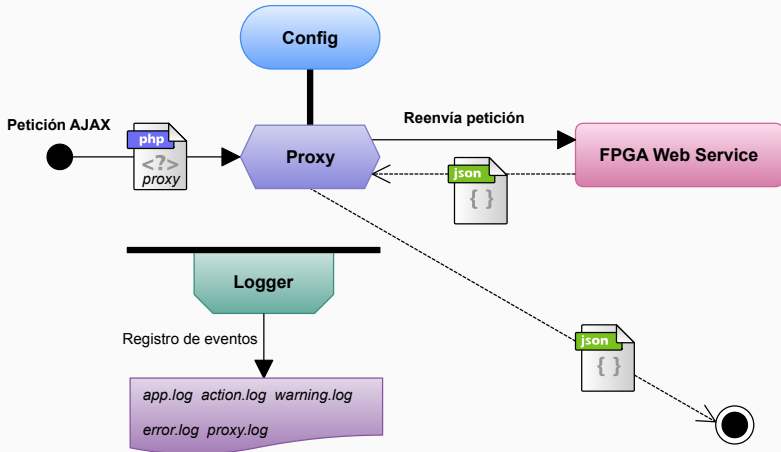 Config
Petición AJAX
php
<?>
proxy
Proxy
Reenvía petición
FPGA Web Service
json
{ }
Logger
Registro de eventos
app.log action.log warning.log
error.log proxy.log
json
{ }